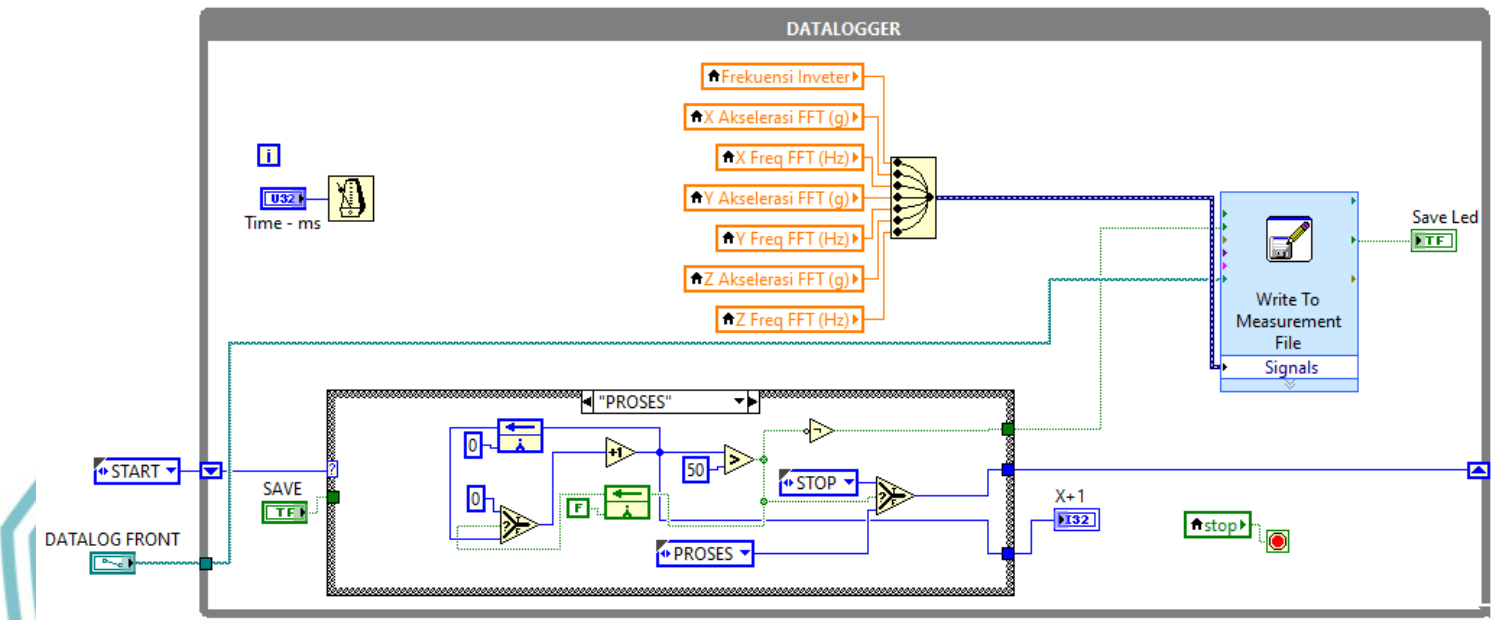 DATALOGGER
Frekuensi Inveter
X Akselerasi FFT (g)
X Freq FFT (Hz)
Y Akselerasi FFT (g)
Y Freq FFT (Hz)
Z Akselerasi FFT (g)
Z Freq FFT (Hz)
i
U32
Time - ms
Write To
Measurement
File
Signals
Save Led
TF
"PROSES"
0
+1
50
>
START
?
SAVE
TF
0
F
STOP
?
T
F
?
T
F
PROSES
X+1
I32
stop
DATALOG FRONT